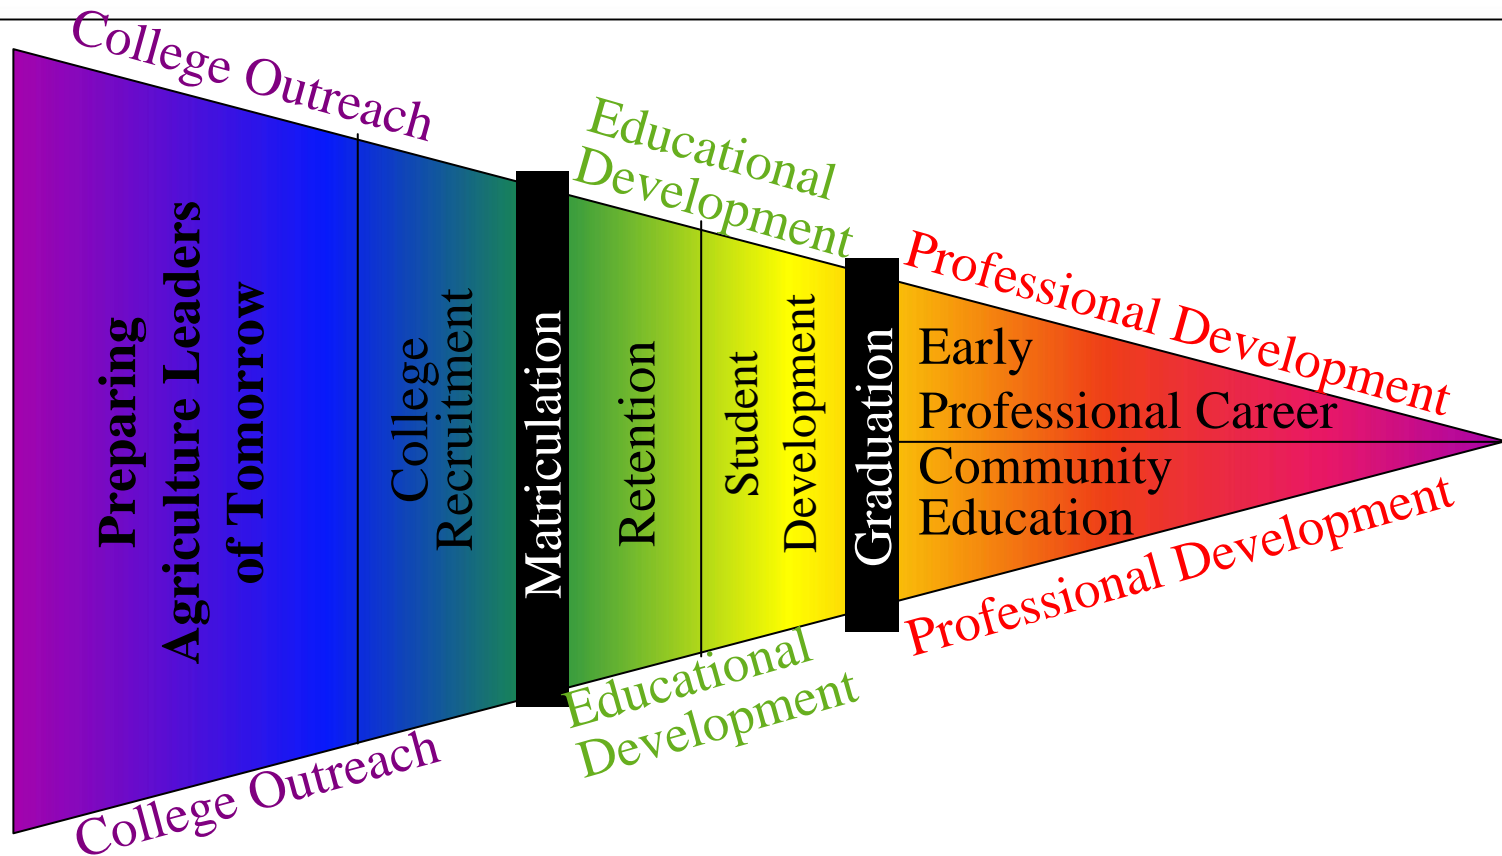 College Outreach
Preparing
Agriculture Leaders
of Tomorrow
College
Recruitment
College Outreach
Matriculation
Educational
Development
Retention
Student
Development
Educational
Development
Graduation
Professional Development
Early
Professional Career
Community
Education
Professional Development